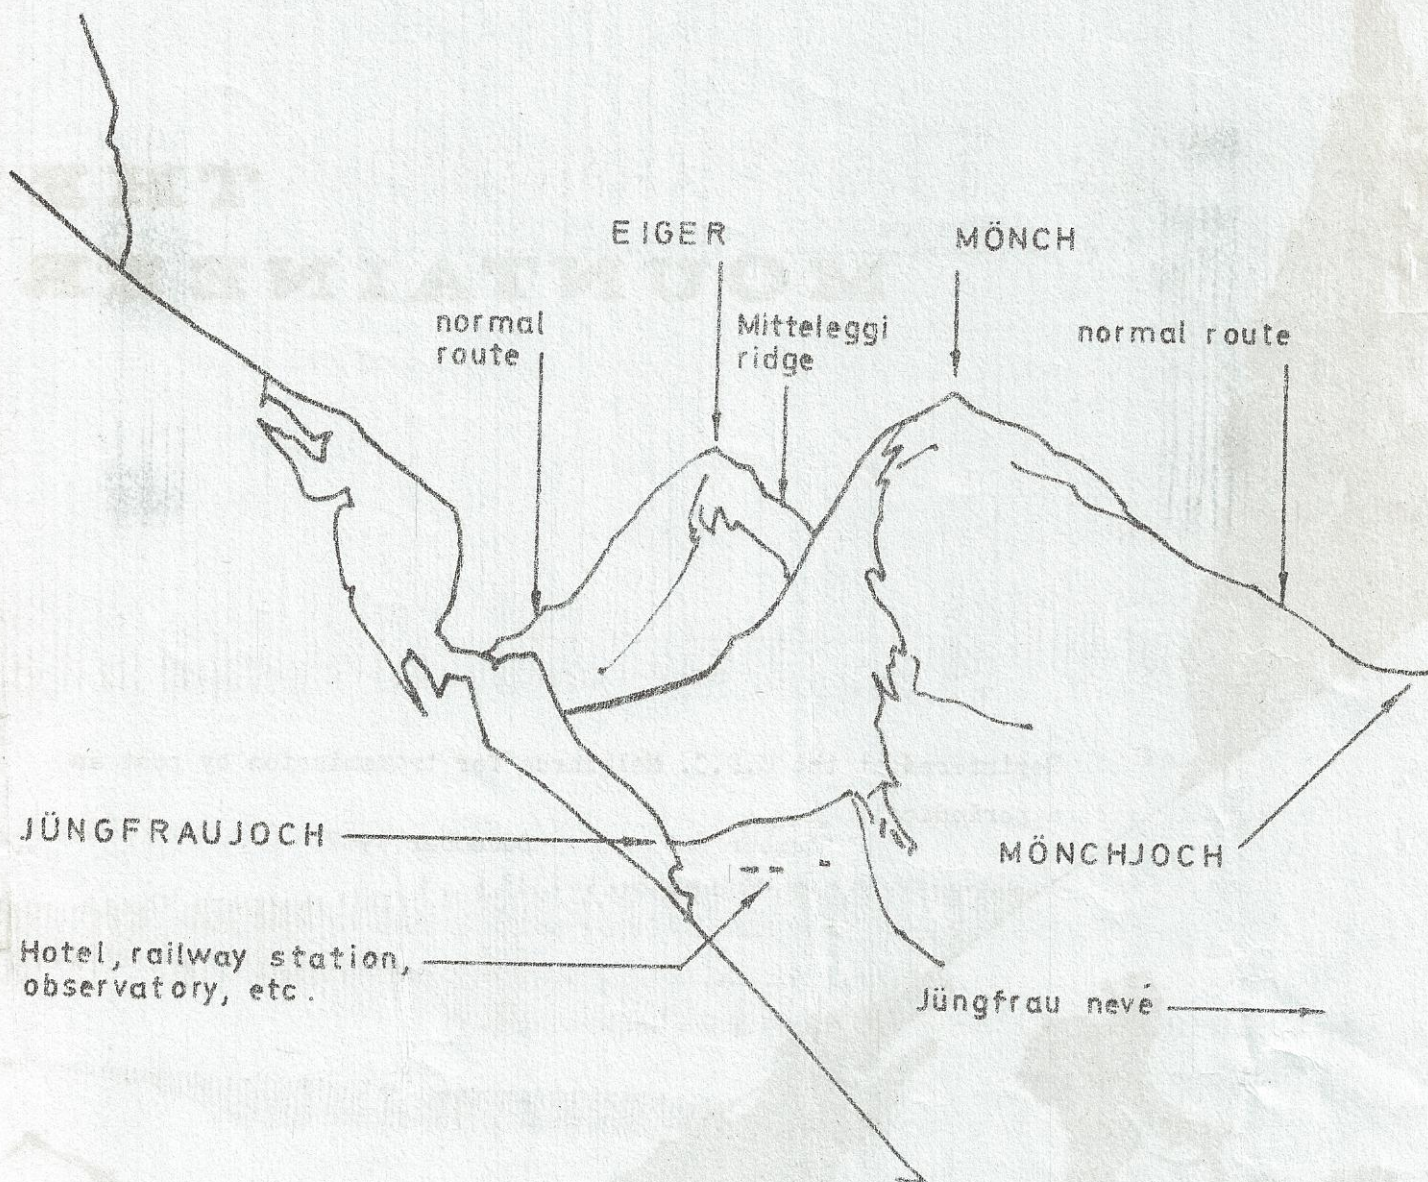 EIGER
MÖNCH
normal
route
Mitteleggi
ridge
normal route
JÜNGFRAUJOCH
MÖNCHJOCH
Hotel, railway station,
observatory, etc.
Jüngfrau nevé